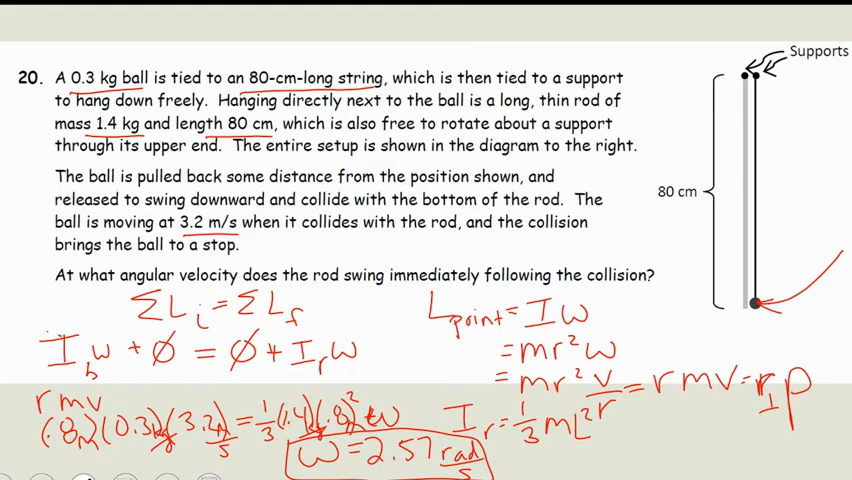 Supports
20. A 0.3 kg ball is tied to an 80-cm-long string, which is then tied to a support
to hang down freely. Hanging directly next to the ball is a long, thin rod of
mass 1.4 kg and length 80 cm, which is also free to rotate about a support
through its upper end. The entire setup is shown in the diagram to the right.
The ball is pulled back some distance from the position shown, and
released to swing downward and collide with the bottom of the rod. The
ball is moving at 3.2 m/s when it collides with the rod, and the collision
brings the ball to a stop.
80 cm
At what angular velocity does the rod swing immediately following the collision?
ΣL_i = ΣL_f
I_b ω + ∅ = ∅ + I_r ω
r m v
(.8m)(0.3kg)(3.2 m/s) = 1/3 (1.4kg)(.8m)² ω
ω = 2.57 rad/s
L_point = Iω
= mr²ω
= mr² v/r = rmv = r⊥p
I_r = 1/3 mL²